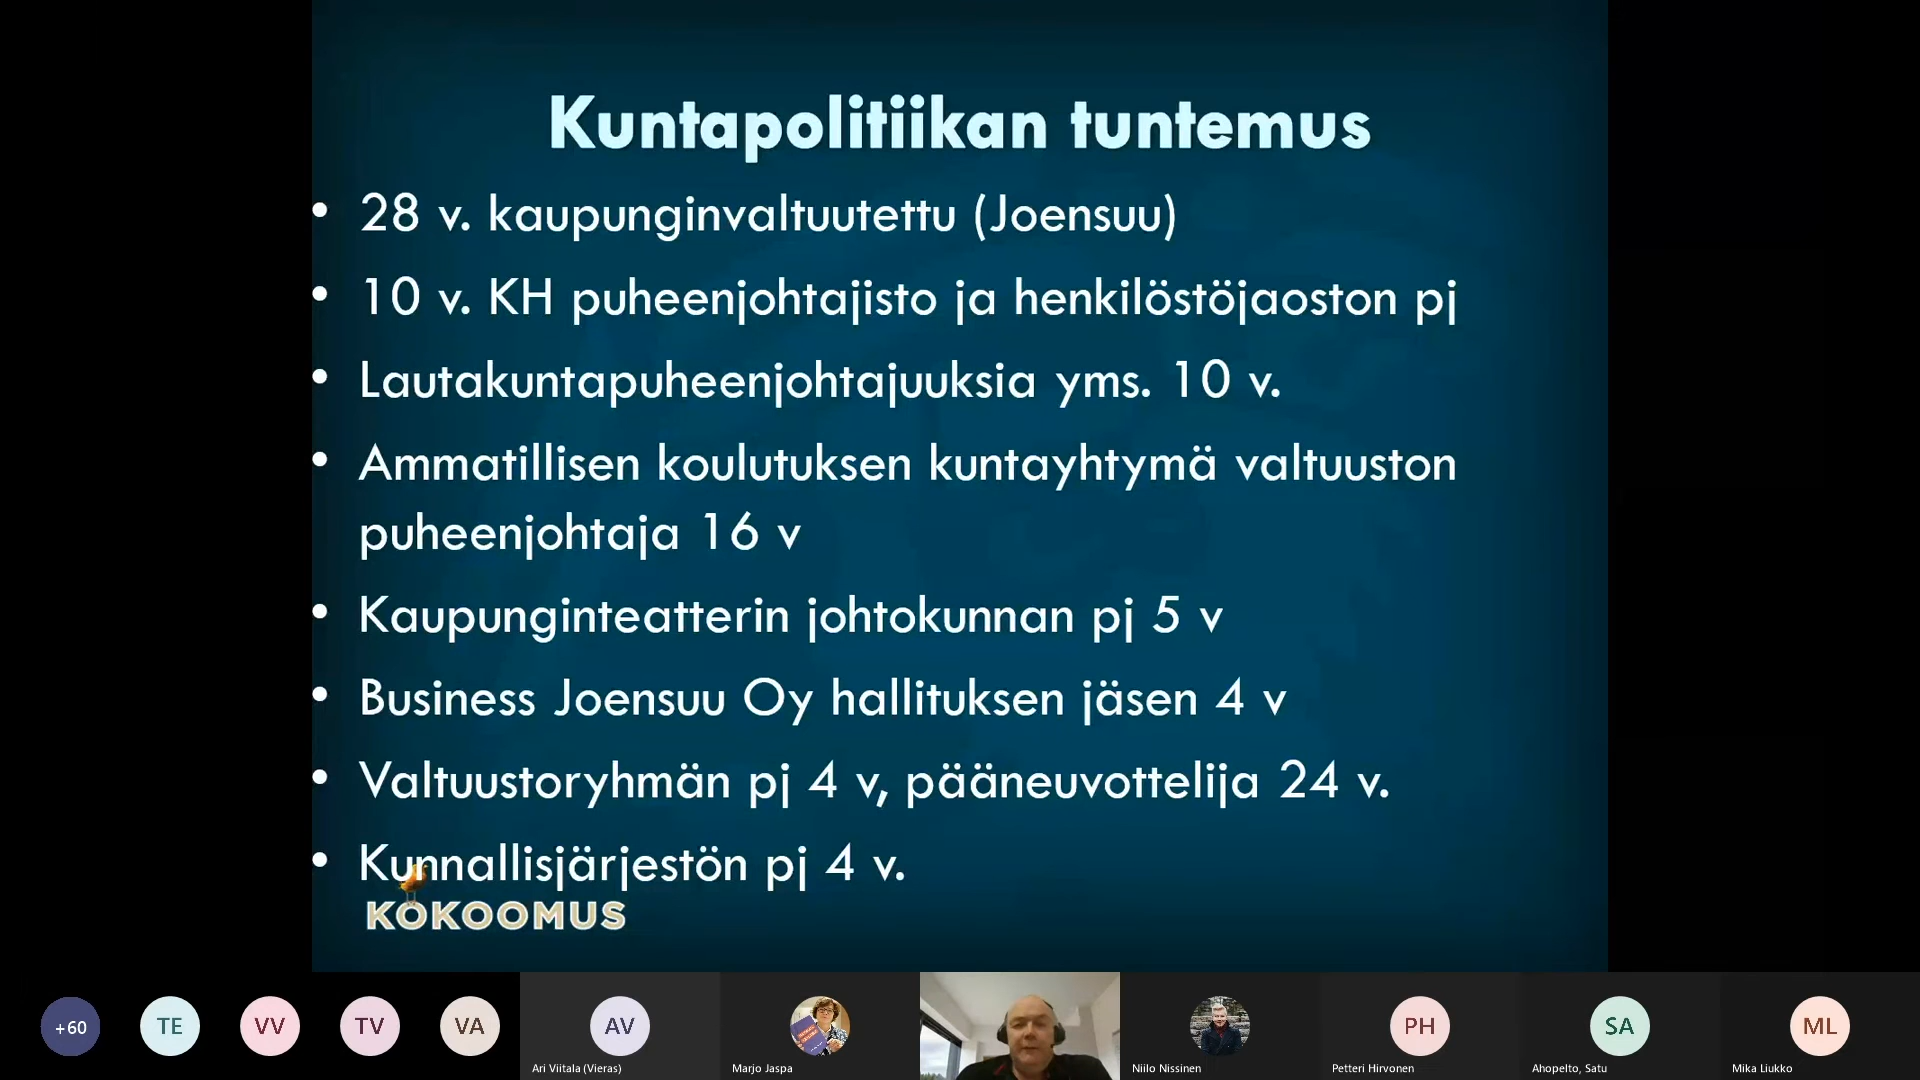 Kuntapolitiikan tuntemus
• 28 v. kaupunginvaltuutettu (Joensuu)
• 10 v. KH puheenjohtajisto ja henkilöstöjaoston pj
• Lautakuntapuheenjohtajuuksia yms. 10 v.
• Ammatillisen koulutuksen kuntayhtymä valtuuston
puheenjohtaja 16 v
• Kaupunginteatterin johtokunnan pj 5 v
• Business Joensuu Oy hallituksen jäsen 4 v
• Valtuustoryhmän pj 4 v, pääneuvottelija 24 v.
• Kunnallisjärjestön pj 4 v.
KOKOOMUS
+60 TE VV TV VA AV PH SA ML
Ari Viitala (Vieras) Marjo Jaspa Niilo Nissinen Petteri Hirvonen Ahopelto, Satu Mika Liukko